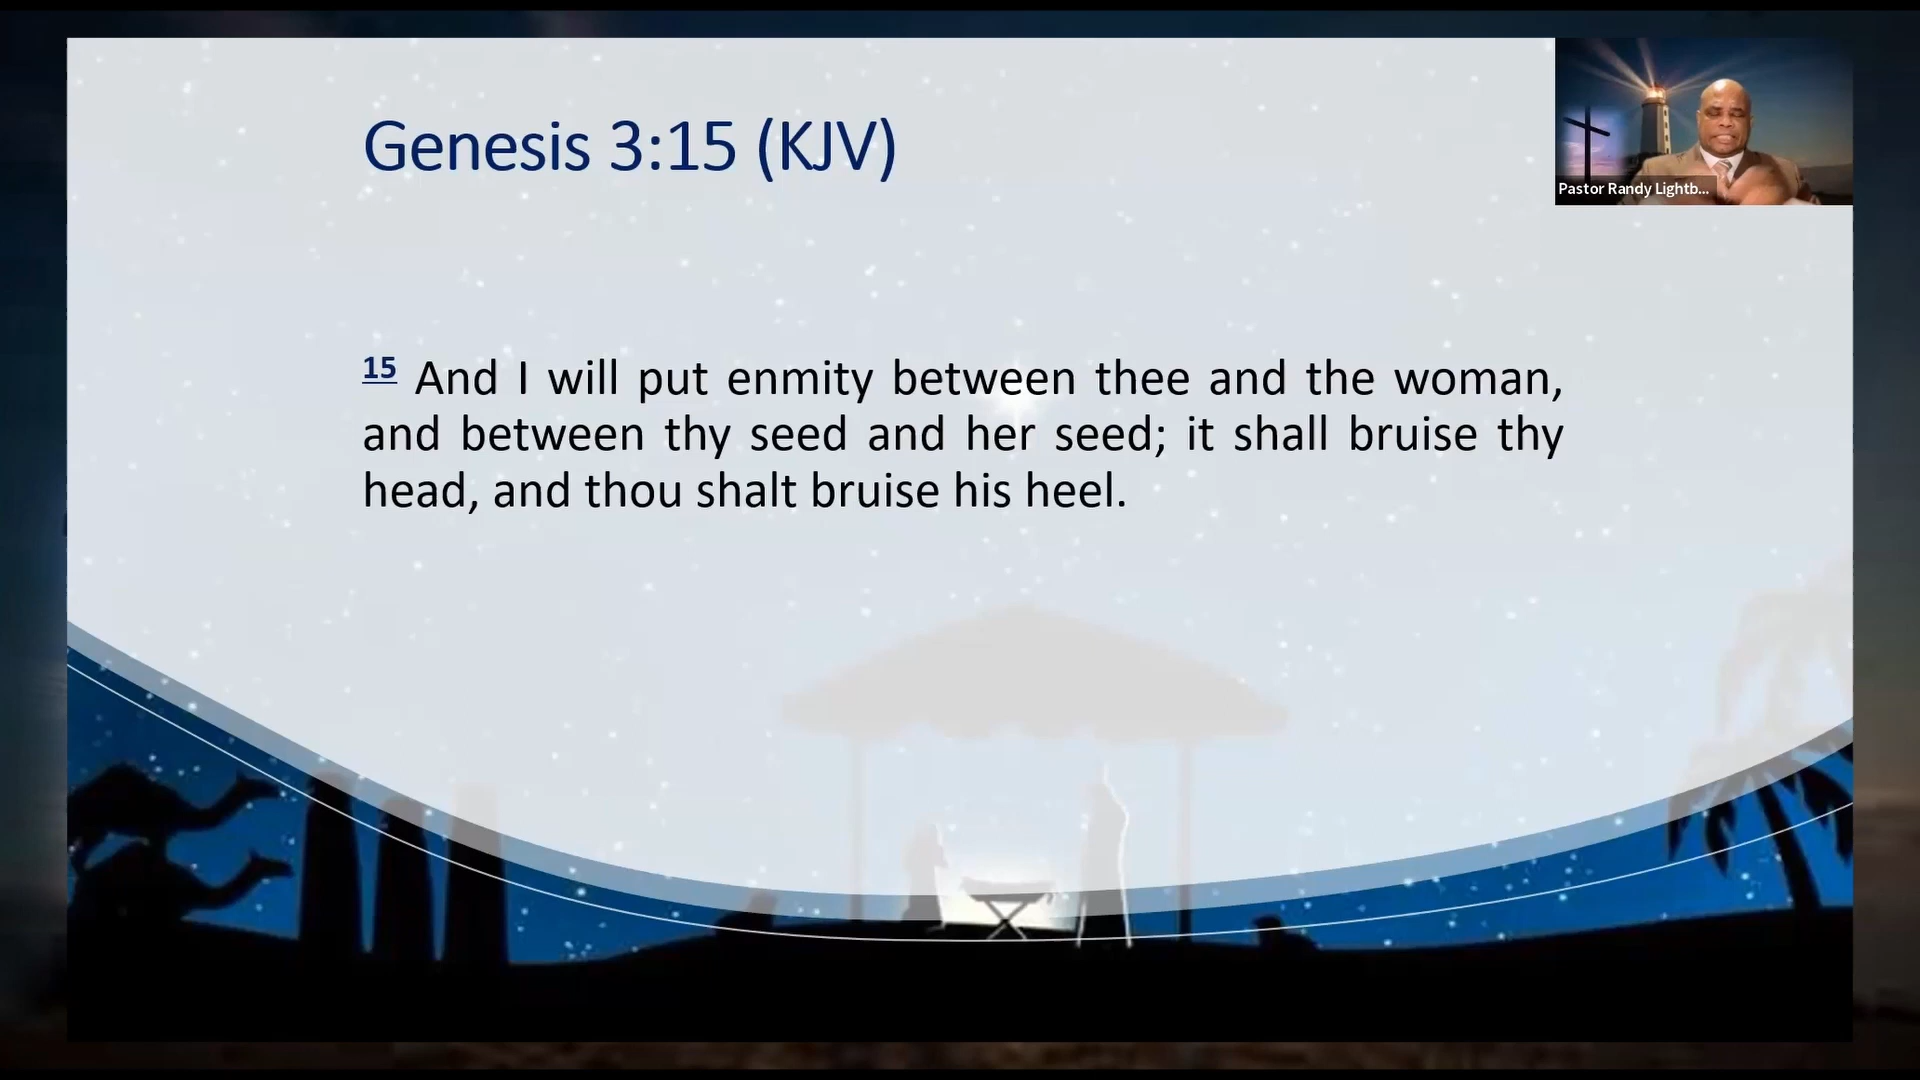 Genesis 3:15 (KJV)
Pastor Randy Lightb...
15 And I will put enmity between thee and the woman,
and between thy seed and her seed; it shall bruise thy
head, and thou shalt bruise his heel.